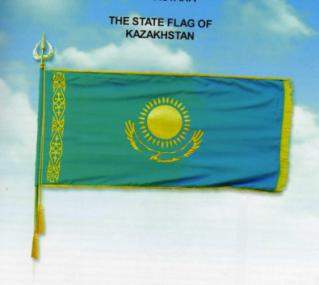 THE STATE FLAG OF
KAZAKHSTAN